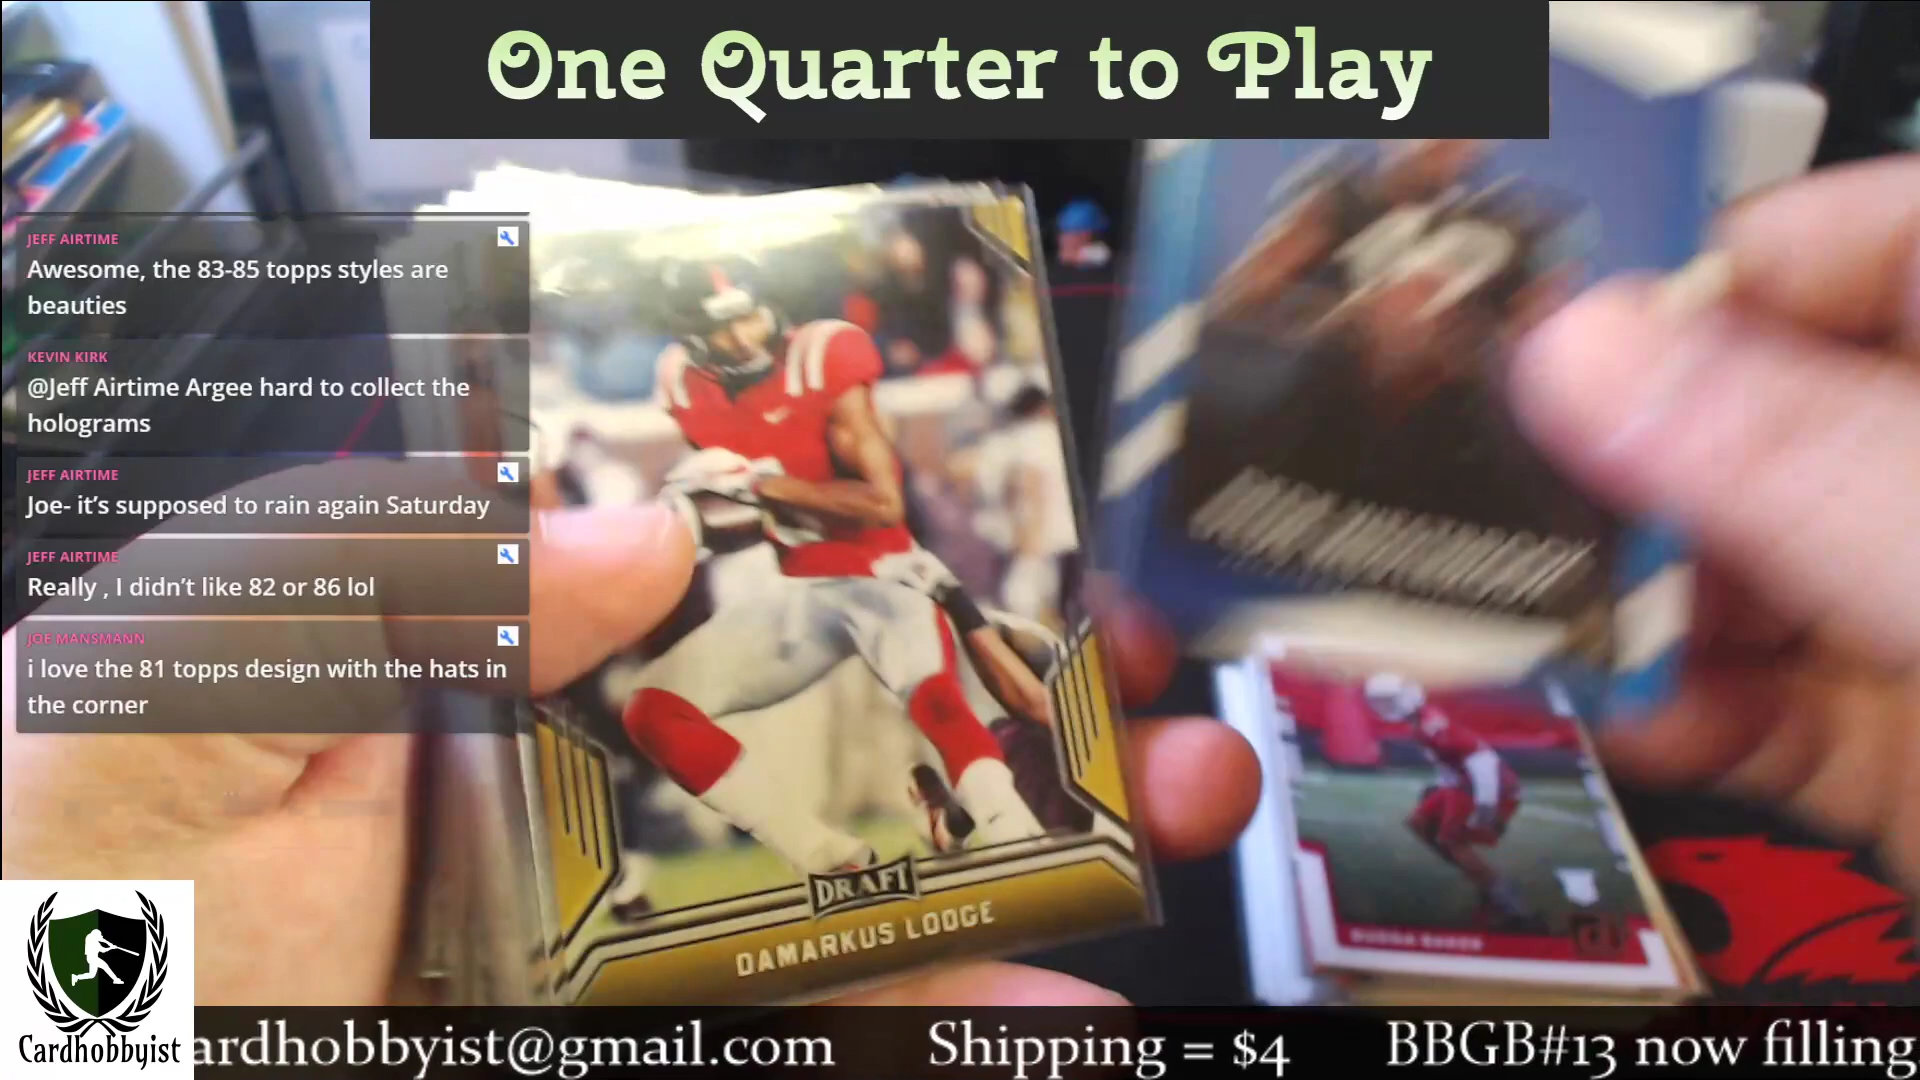 One Quarter to Play
JEFF AIRTIME
Awesome, the 83-85 topps styles are
beauties
KEVIN KIRK
@Jeff Airtime Argee hard to collect the
holograms
JEFF AIRTIME
Joe- it’s supposed to rain again Saturday
JEFF AIRTIME
Really , I didn’t like 82 or 86 lol
JOE MANSMANN
i love the 81 topps design with the hats in
the corner
DRAFT
DAMARKUS LODGE
Cardhobbyist
ardhobbyist@gmail.com Shipping = $4 BBGB#13 now filling